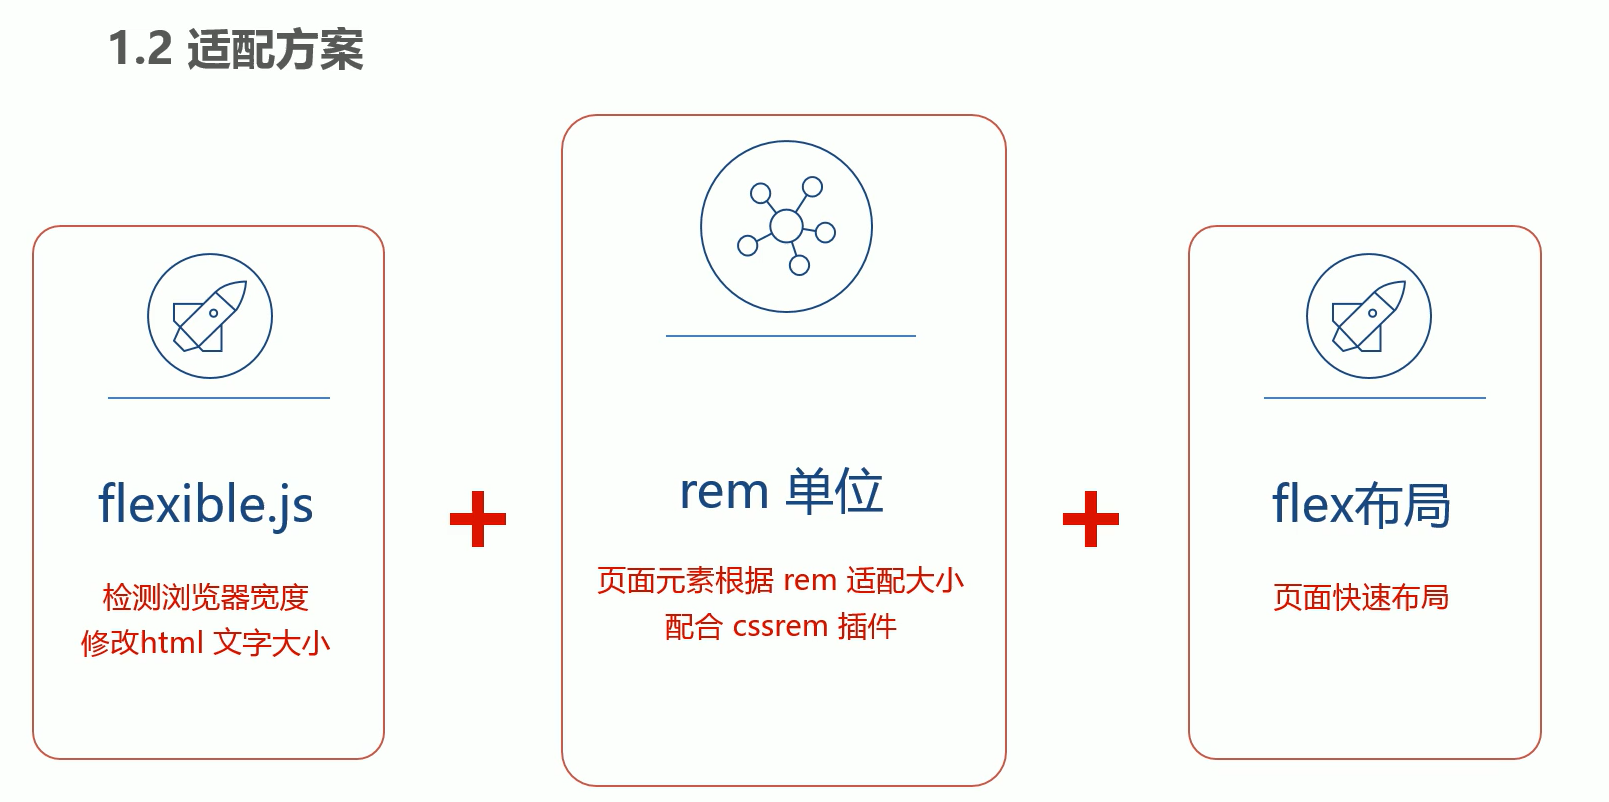 1.2 适配方案
flexible.js
检测浏览器宽度
修改html 文字大小
+
rem 单位
页面元素根据 rem 适配大小
配合 cssrem 插件
+
flex布局
页面快速布局